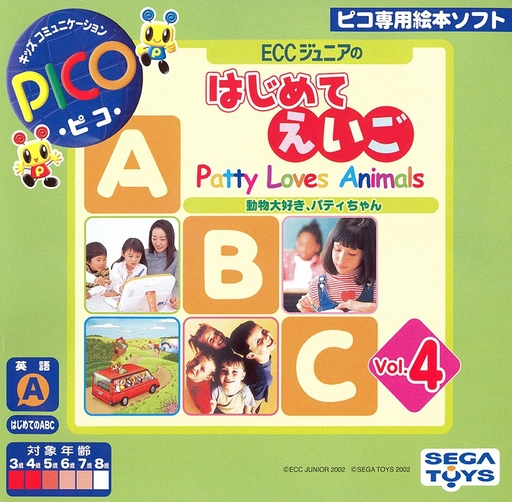 キッズ コミュニケーション
PICO
・ピコ・
ピコ専用絵本ソフト
ECCジュニアの
はじめて
えいご
Patty Loves Animals
動物大好き、パティちゃん
A
B
C
Vol.4
英語
A
はじめてのABC
対象年齢
3歳 4歳 5歳 6歳 7歳 8歳
©ECC JUNIOR 2002 ©SEGA TOYS 2002
SEGA
TOYS